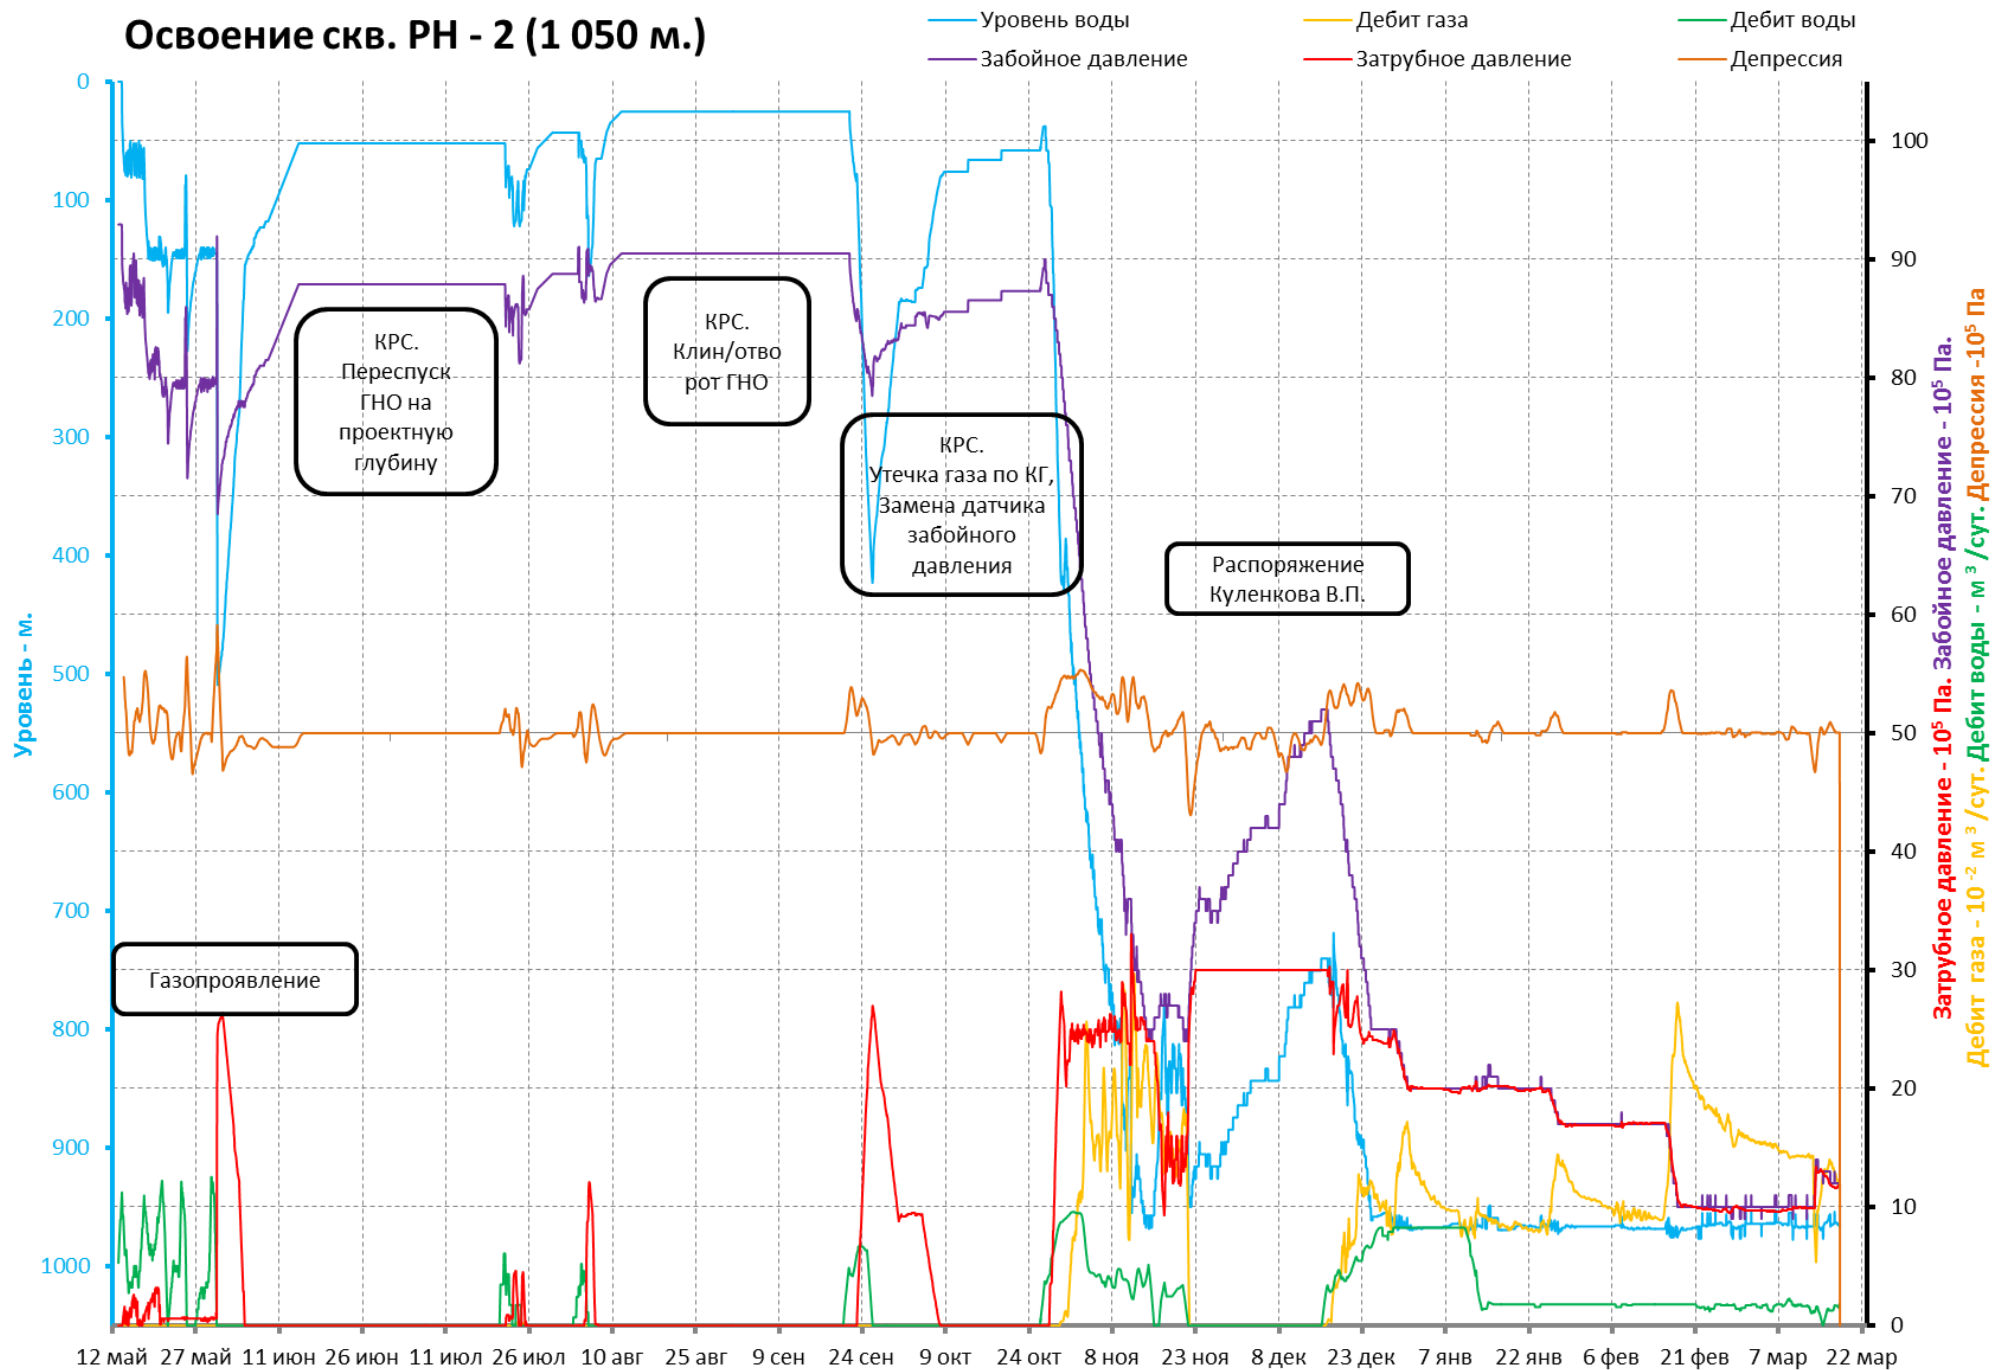 Освоение скв. РН - 2 (1 050 м.)
Уровень воды
Дебит газа
Дебит воды
Забойное давление
Затрубное давление
Депрессия
0
100
200
300
400
500
600
700
800
900
1000
Уровень - м.
КРС.
Переспуск
ГНО на
проектную
глубину
КРС.
Клин/отво
рот ГНО
КРС.
Утечка газа по КГ,
Замена датчика
забойного
давления
Распоряжение
Куленкова В.П.
Газопроявление
100
90
80
70
60
50
40
30
20
10
0
Затрубное давление - 10⁵ Па. Забойное давление - 10⁵ Па.
Дебит газа - 10⁻² м ³ /сут. Дебит воды - м ³ /сут. Депрессия -10⁵ Па
12 май 27 май 11 июн 26 июн 11 июл 26 июл 10 авг 25 авг 9 сен 24 сен 9 окт 24 окт 8 ноя 23 ноя 8 дек 23 дек 7 янв 22 янв 6 фев 21 фев 7 мар 22 мар